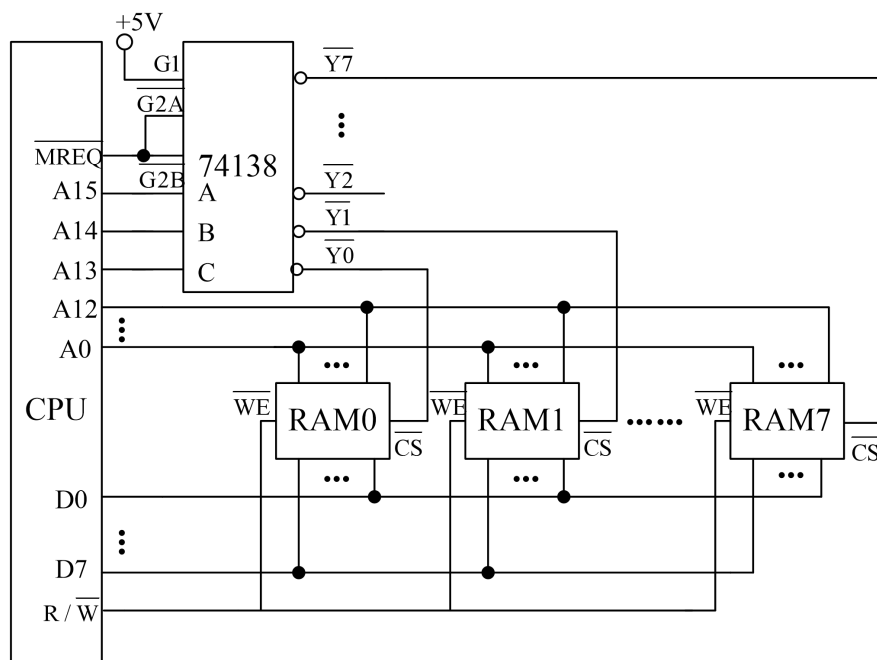 +5V
G1
Y7
G2A
MREQ
74138
G2B
A15
A
Y2
A14
B
Y1
Y0
A13
C
A12
A0
CPU
WE
RAM0
CS
WE
RAM1
CS
WE
RAM7
CS
D0
D7
R / W